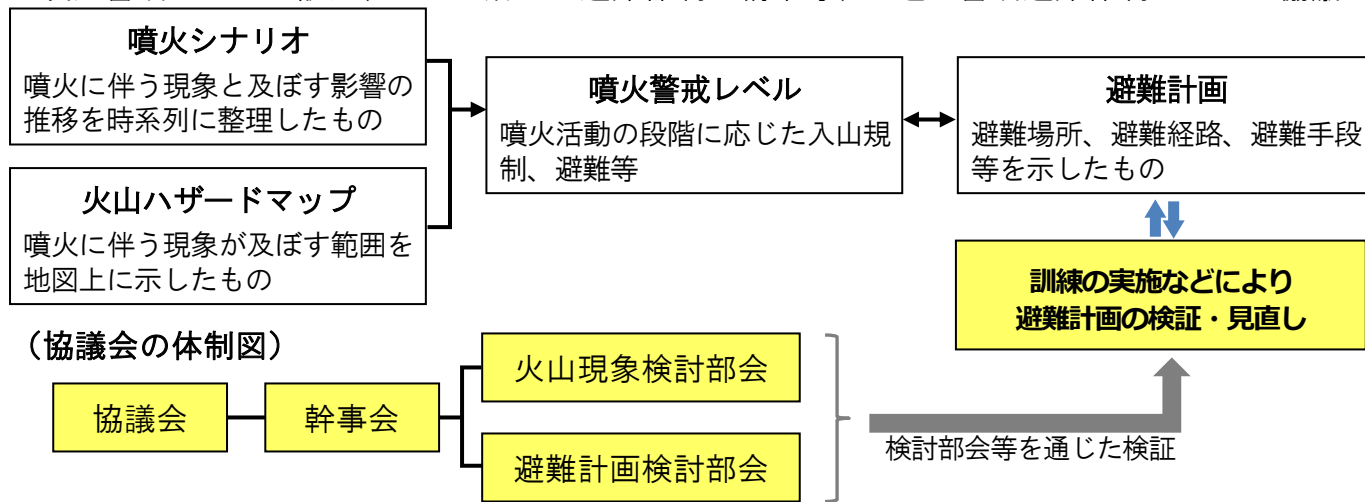 噴火シナリオ
噴火に伴う現象と及ぼす影響の
推移を時系列に整理したもの
火山ハザードマップ
噴火に伴う現象が及ぼす範囲を
地図上に示したもの
噴火警戒レベル
噴火活動の段階に応じた入山規
制、避難等
避難計画
避難場所、避難経路、避難手段
等を示したもの
訓練の実施などにより
避難計画の検証・見直し
（協議会の体制図）
協議会
幹事会
火山現象検討部会
避難計画検討部会
検討部会等を通じた検証